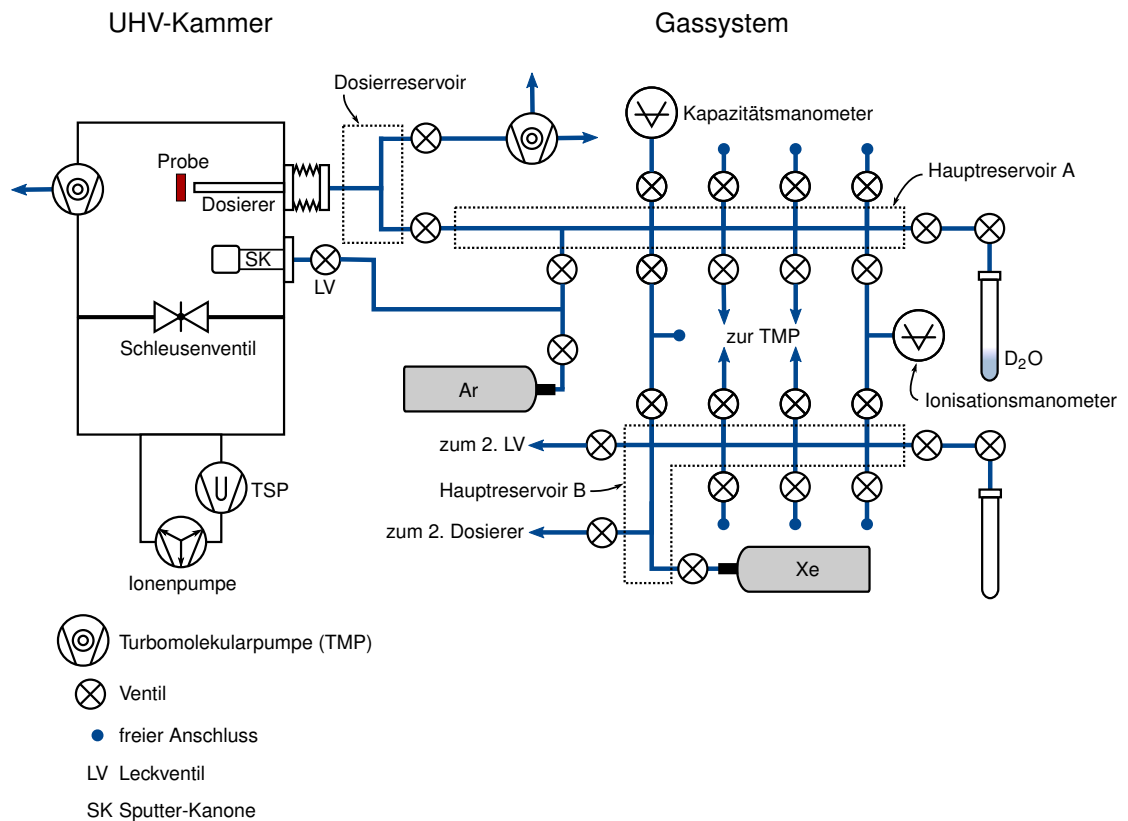 UHV-Kammer
Gassystem
Dosierreservoir
Kapazitätsmanometer
Probe
Dosierer
Hauptreservoir A
SK
LV
Schleusenventil
zur TMP
D₂O
Ar
Ionisationsmanometer
zum 2. LV
TSP
Hauptreservoir B
zum 2. Dosierer
Xe
Ionenpumpe
Turbomolekularpumpe (TMP)
Ventil
freier Anschluss
LV Leckventil
SK Sputter-Kanone